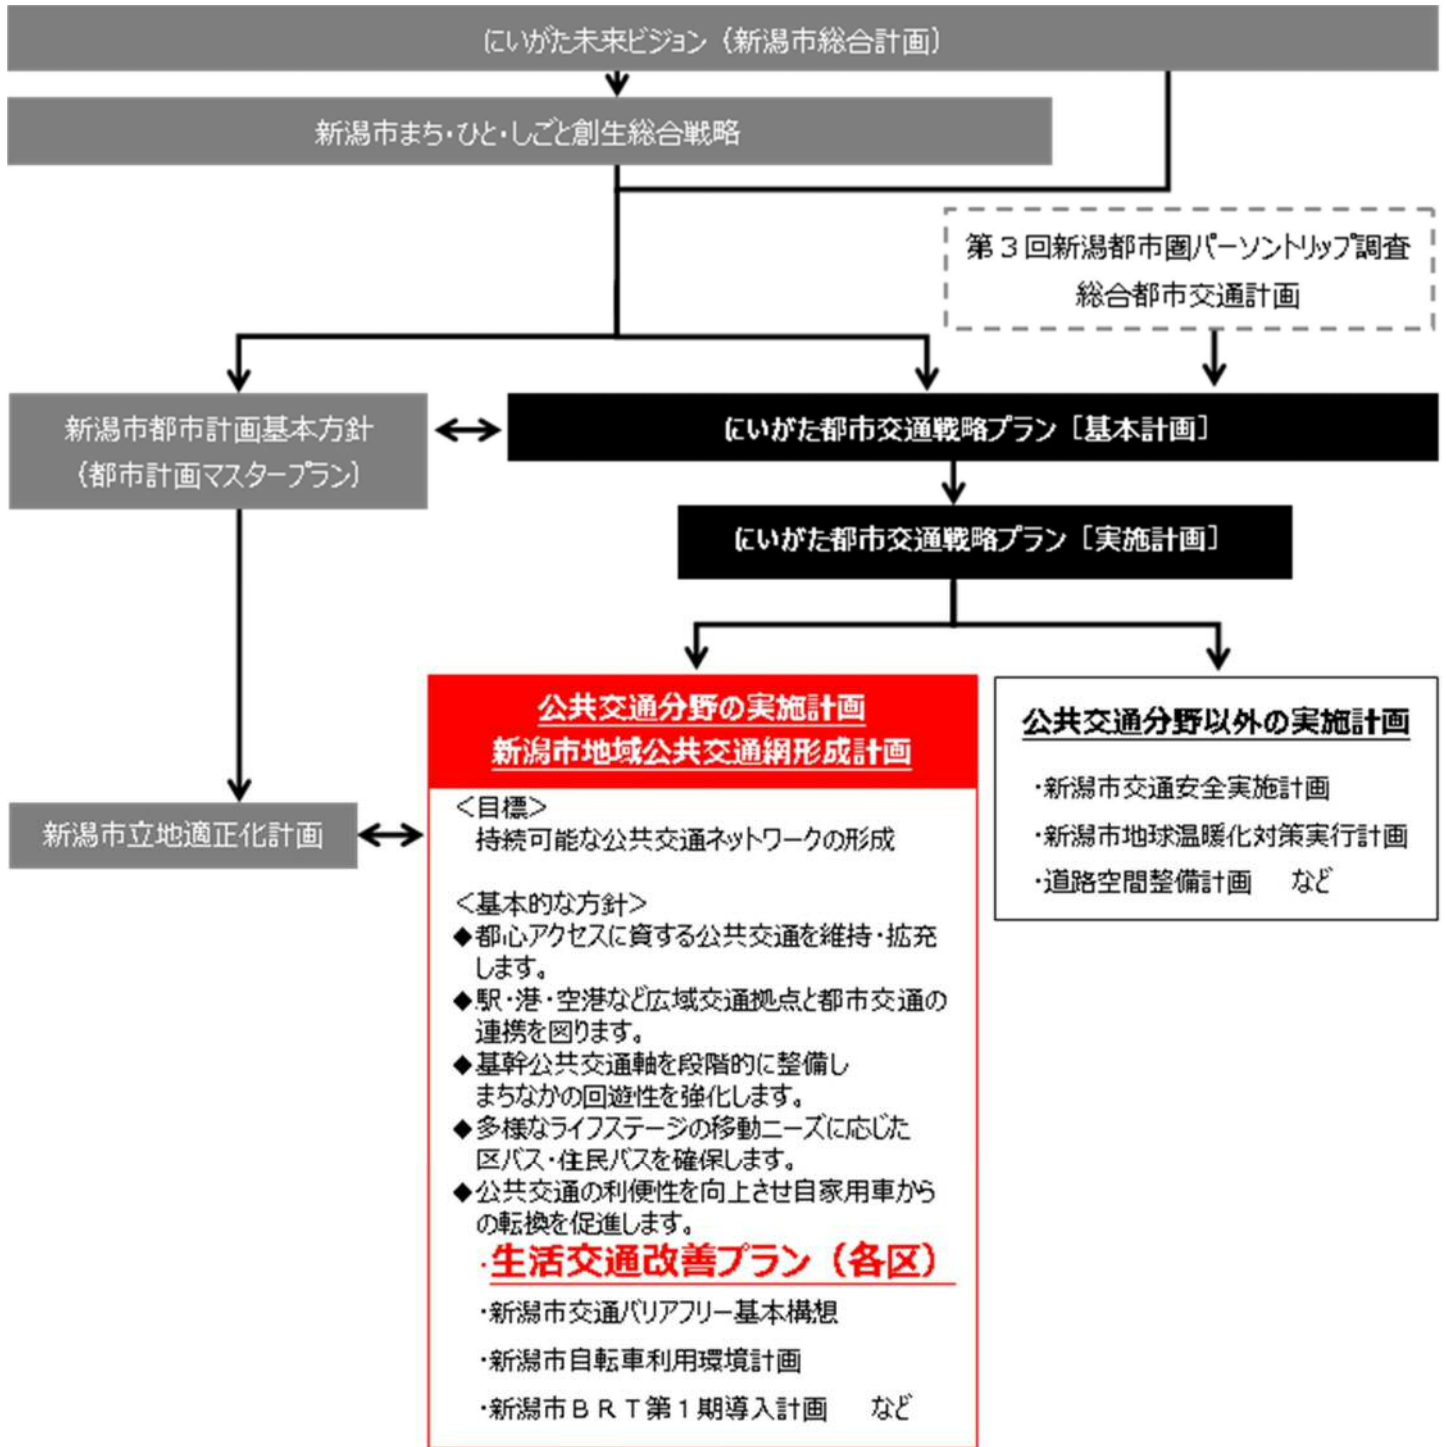 にいがた未来ビジョン（新潟市総合計画）
新潟市まち・ひと・しごと創生総合戦略
第３回新潟都市圏パーソントリップ調査
総合都市交通計画
新潟市都市計画基本方針
（都市計画マスタープラン）
にいがた都市交通戦略プラン［基本計画］
にいがた都市交通戦略プラン［実施計画］
公共交通分野の実施計画
新潟市地域公共交通網形成計画
新潟市立地適正化計画
＜目標＞
持続可能な公共交通ネットワークの形成
＜基本的な方針＞
◆都心アクセスに資する公共交通を維持・拡充
します。
◆駅・港・空港など広域交通拠点と都市交通の
連携を図ります。
◆基幹公共交通軸を段階的に整備し
まちなかの回遊性を強化します。
◆多様なライフステージの移動ニーズに応じた
区バス・住民バスを確保します。
◆公共交通の利便性を向上させ自家用車から
の転換を促進します。
・生活交通改善プラン（各区）
・新潟市交通バリアフリー基本構想
・新潟市自転車利用環境計画
・新潟市ＢＲＴ第１期導入計画　など
公共交通分野以外の実施計画
・新潟市交通安全実施計画
・新潟市地球温暖化対策実行計画
・道路空間整備計画　など